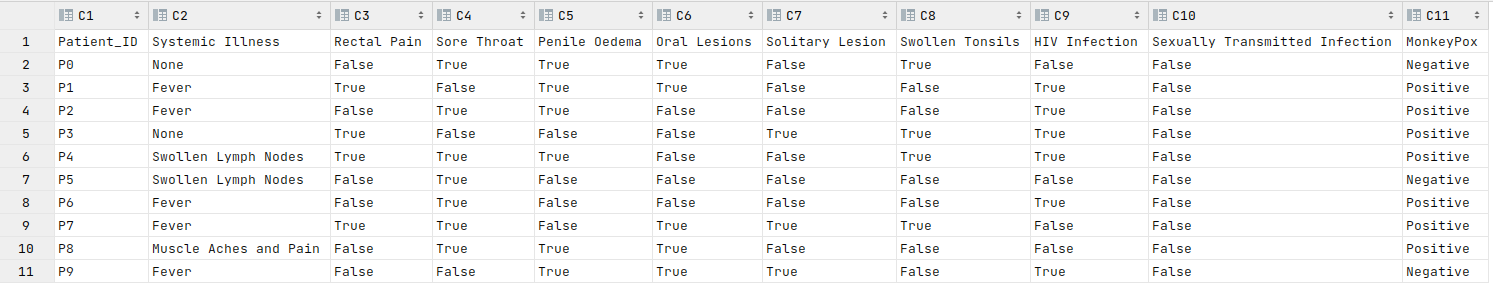 C1 C2 C3 C4 C5 C6 C7 C8 C9 C10 C11
1 Patient_ID Systemic Illness Rectal Pain Sore Throat Penile Oedema Oral Lesions Solitary Lesion Swollen Tonsils HIV Infection Sexually Transmitted Infection MonkeyPox
2 P0 None False True True True False True False False Negative
3 P1 Fever True False True True False False True False Positive
4 P2 Fever False True True False False False True False Positive
5 P3 None True False False False True True True False Positive
6 P4 Swollen Lymph Nodes True True True False False True True False Positive
7 P5 Swollen Lymph Nodes False True False False False False False False Negative
8 P6 Fever False True False False False False True False Positive
9 P7 Fever True True False True True True False False Positive
10 P8 Muscle Aches and Pain False True True True False False False False Positive
11 P9 Fever False False True True True False True False Negative